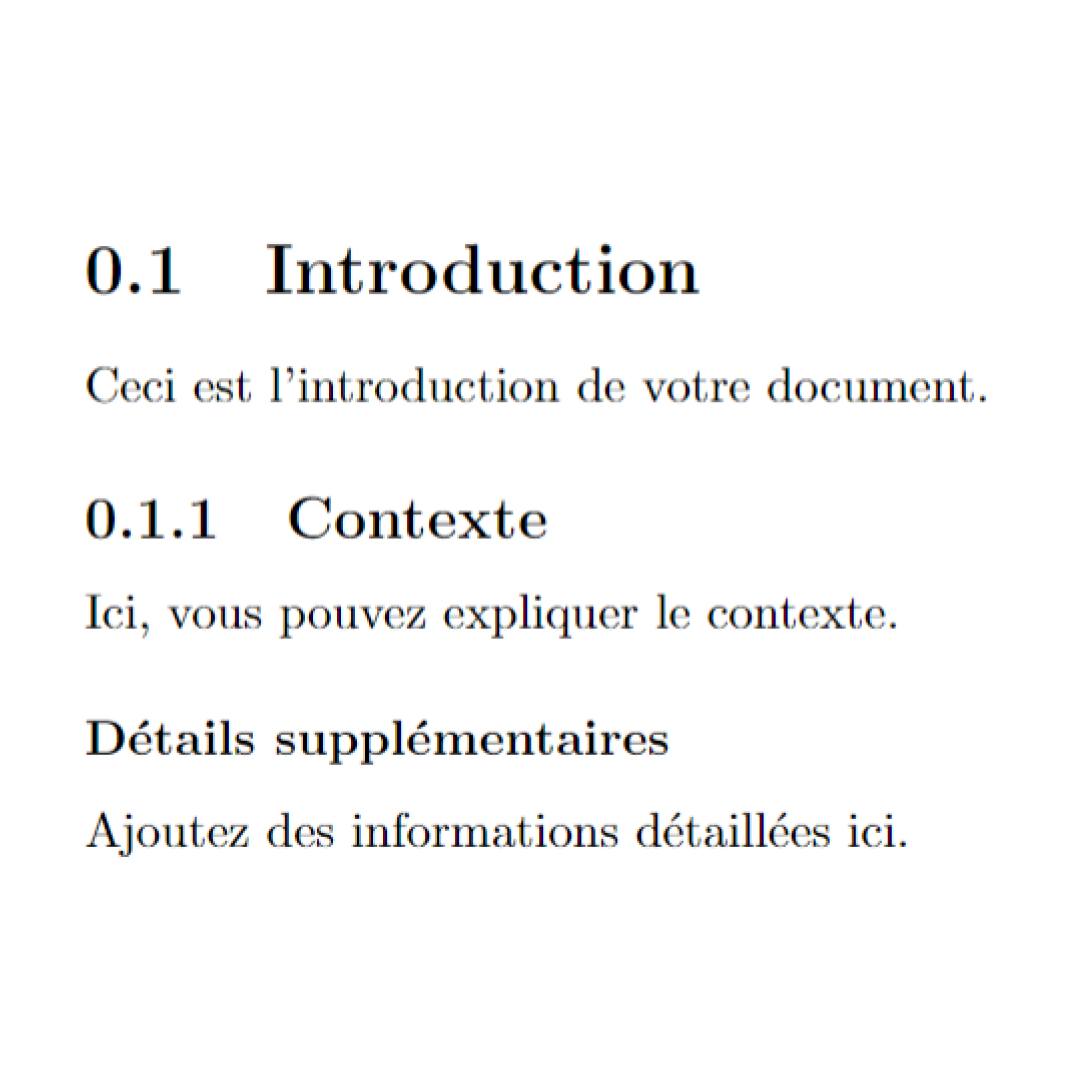 0.1 Introduction
Ceci est l'introduction de votre document.
0.1.1 Contexte
Ici, vous pouvez expliquer le contexte.
Détails supplémentaires
Ajoutez des informations détaillées ici.